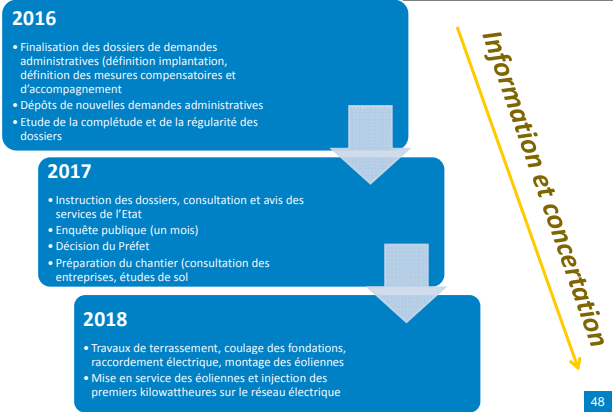 2016
• Finalisation des dossiers de demandes
administratives (définition implantation,
définition des mesures compensatoires et
d'accompagnement
• Dépôts de nouvelles demandes administratives
• Etude de la complétude et de la régularité des
dossiers
2017
• Instruction des dossiers, consultation et avis des
services de l'Etat
• Enquête publique (un mois)
• Décision du Préfet
• Préparation du chantier (consultation des
entreprises, études de sol
2018
• Travaux de terrassement, coulage des fondations,
raccordement électrique, montage des éoliennes
• Mise en service des éoliennes et injection des
premiers kilowattheures sur le réseau électrique
Information et concertation
48